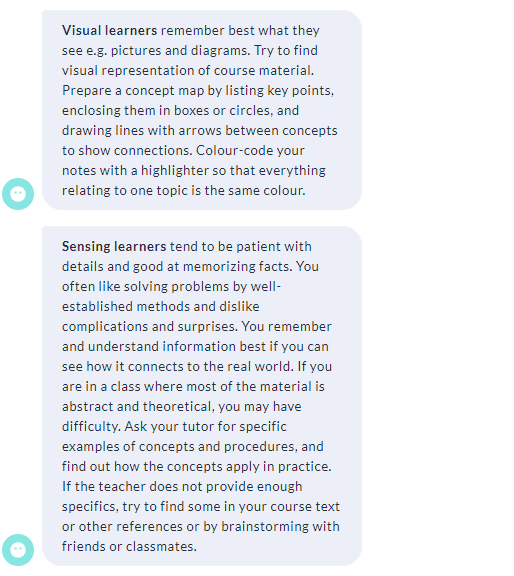 Visual learners remember best what they
see e.g. pictures and diagrams. Try to find
visual representation of course material.
Prepare a concept map by listing key points,
enclosing them in boxes or circles, and
drawing lines with arrows between concepts
to show connections. Colour-code your
notes with a highlighter so that everything
relating to one topic is the same colour.
Sensing learners tend to be patient with
details and good at memorizing facts. You
often like solving problems by well-
established methods and dislike
complications and surprises. You remember
and understand information best if you can
see how it connects to the real world. If you
are in a class where most of the material is
abstract and theoretical, you may have
difficulty. Ask your tutor for specific
examples of concepts and procedures, and
find out how the concepts apply in practice.
If the teacher does not provide enough
specifics, try to find some in your course text
or other references or by brainstorming with
friends or classmates.